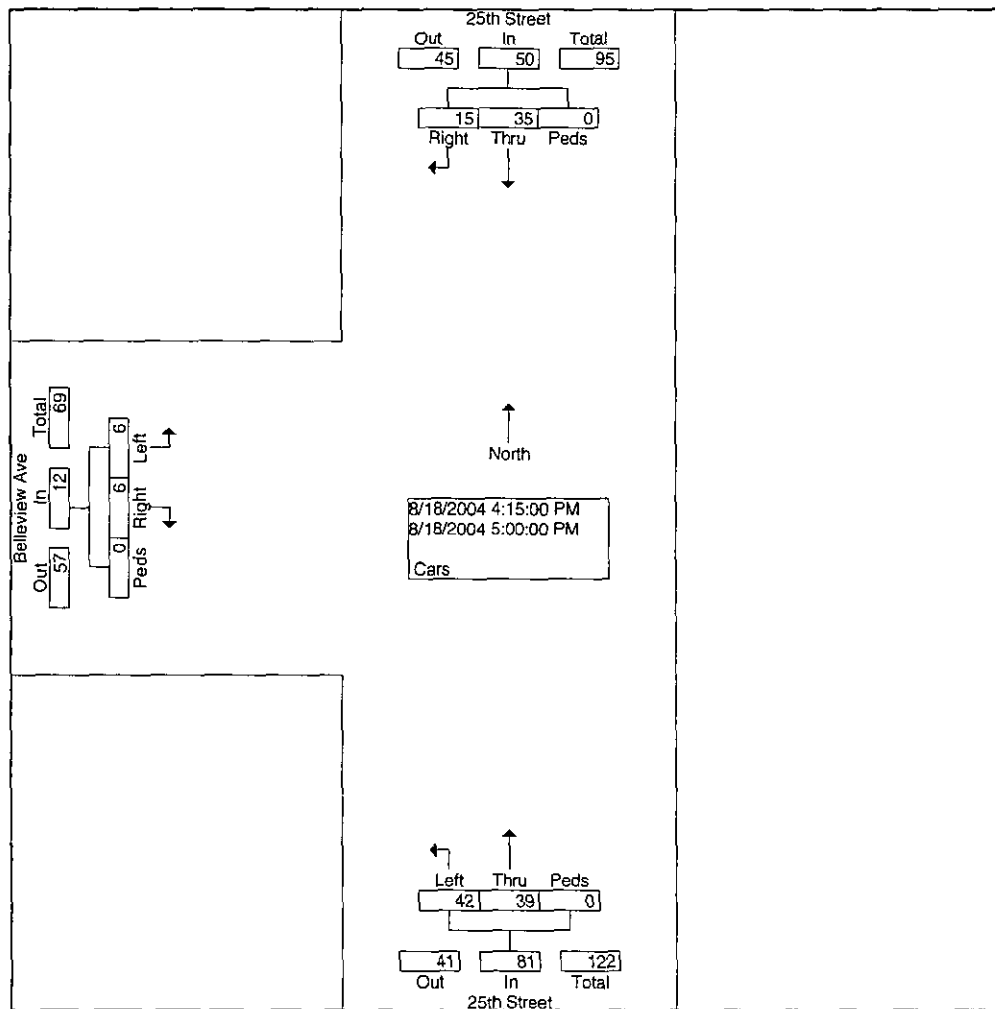 25th Street
Out In Total
45 50 95
15 35 0
Right Thru Peds
Belleview Ave
Total 69
In 12
Out 57
Left 6
Right 6
Peds 0
North
8/18/2004 4:15:00 PM
8/18/2004 5:00:00 PM
Cars
Left Thru Peds
42 39 0
41 81 122
Out In Total
25th Street